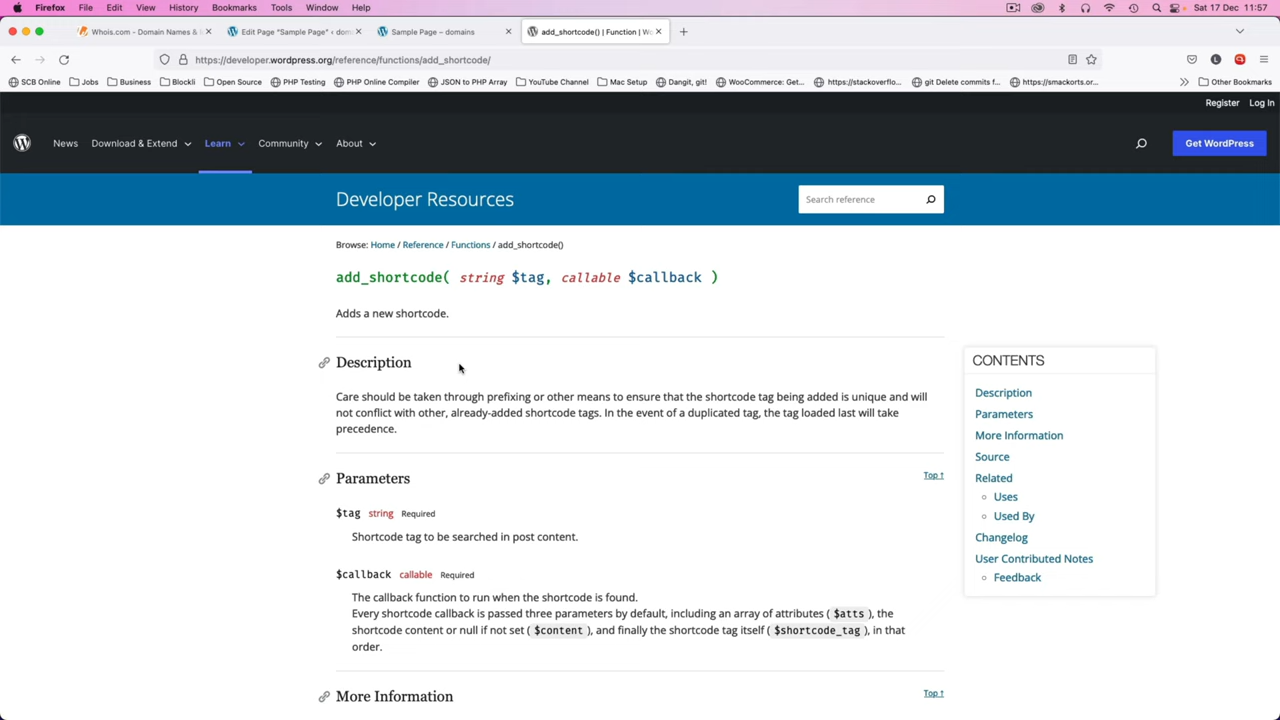 Firefox File Edit View History Bookmarks Tools Window Help Sat 17 Dec 11:57
Whois.com - Domain Names & I Edit Page “Sample Page” ‹ dom Sample Page – domains add_shortcode() | Function | Wo
https://developer.wordpress.org/reference/functions/add_shortcode/
SCB Online Jobs Business Blockli Open Source PHP Testing PHP Online Compiler JSON to PHP Array YouTube Channel Mac Setup Dangit, git! WooCommerce: Get... https://stackoverflo... git Delete commits f... https://smackorts.or... Other Bookmarks
Register Log In
News Download & Extend Learn Community About Get WordPress
Developer Resources Search reference
Browse: Home / Reference / Functions / add_shortcode()
add_shortcode( string $tag, callable $callback )
Adds a new shortcode.
Description
Care should be taken through prefixing or other means to ensure that the shortcode tag being added is unique and will
not conflict with other, already-added shortcode tags. In the event of a duplicated tag, the tag loaded last will take
precedence.
Parameters Top ↑
$tag string Required
Shortcode tag to be searched in post content.
$callback callable Required
The callback function to run when the shortcode is found.
Every shortcode callback is passed three parameters by default, including an array of attributes ( $atts ), the
shortcode content or null if not set ( $content ), and finally the shortcode tag itself ( $shortcode_tag ), in that
order.
More Information Top ↑
CONTENTS
Description
Parameters
More Information
Source
Related
Uses
Used By
Changelog
User Contributed Notes
Feedback